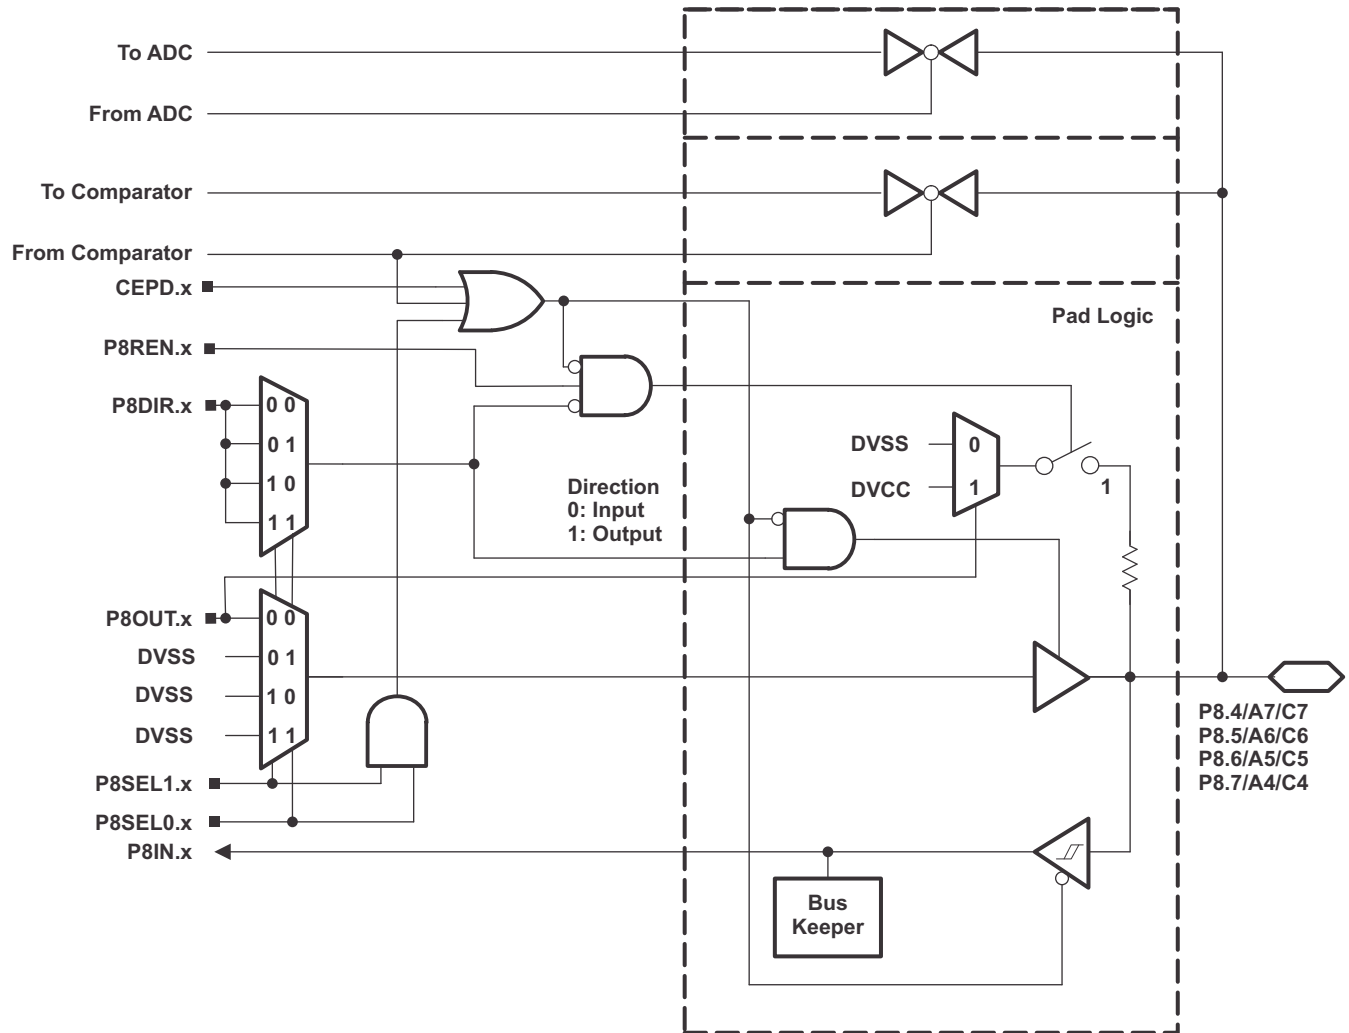 To ADC
From ADC
To Comparator
From Comparator
CEPD.x
Pad Logic
P8REN.x
P8DIR.x
0 0
0 1
1 0
1 1
DVSS
0
DVCC
1
1
Direction
0: Input
1: Output
P8OUT.x
0 0
DVSS
0 1
DVSS
1 0
DVSS
1 1
P8.4/A7/C7
P8.5/A6/C6
P8.6/A5/C5
P8.7/A4/C4
P8SEL1.x
P8SEL0.x
P8IN.x
Bus
Keeper